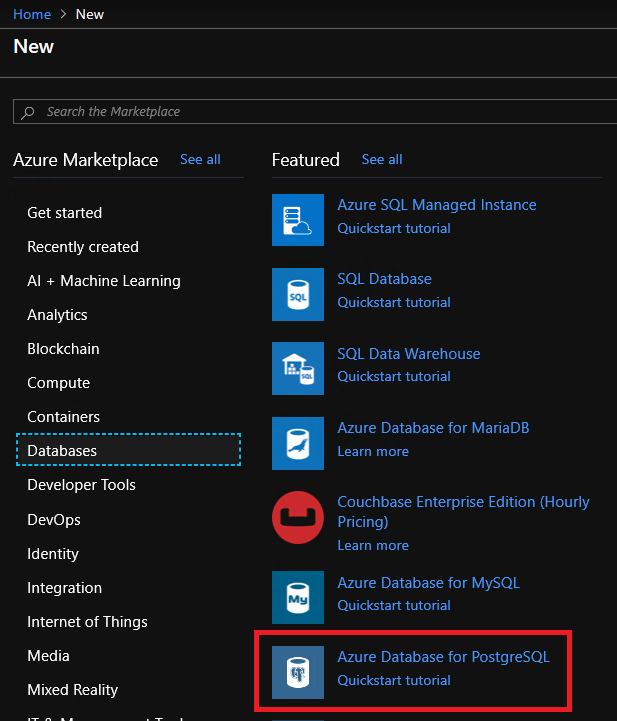 Home > New
New
Search the Marketplace
Azure Marketplace See all
Get started
Recently created
AI + Machine Learning
Analytics
Blockchain
Compute
Containers
Databases
Developer Tools
DevOps
Identity
Integration
Internet of Things
Media
Mixed Reality
IT & Management Tool
Featured See all
Azure SQL Managed Instance
Quickstart tutorial
SQL Database
Quickstart tutorial
SQL
SQL Data Warehouse
Quickstart tutorial
SQL
Azure Database for MariaDB
Learn more
Couchbase Enterprise Edition (Hourly
Pricing)
Learn more
Azure Database for MySQL
Quickstart tutorial
My
Azure Database for PostgreSQL
Quickstart tutorial